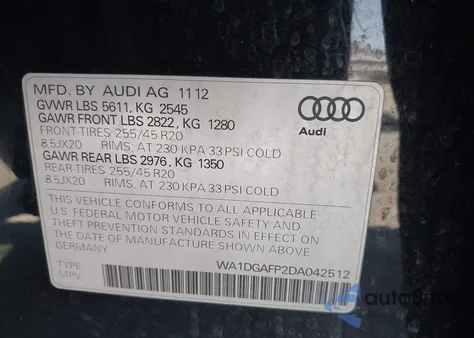 MFD. BY AUDI AG 11 12
GVWR LBS 5611, KG 2545
GAWR FRONT LBS 2822, KG 1280
FRONT-TIRES 255/45 R20
8,5JX20 RIMS, AT 230 KPA 33 PSI COLD
GAWR REAR LBS 2976, KG 1350
REAR-TIRES 255/45 R20
8,5JX20 RIMS, AT 230 KPA 33 PSI COLD
Audi
THIS VEHICLE CONFORMS TO ALL APPLICABLE
U.S. FEDERAL MOTOR VEHICLE SAFETY AND
THEFT PREVENTION STANDARDS IN EFFECT ON
THE DATE OF MANUFACTURE SHOWN ABOVE
WA1DGAFP2DA042512
TYPE
MPV